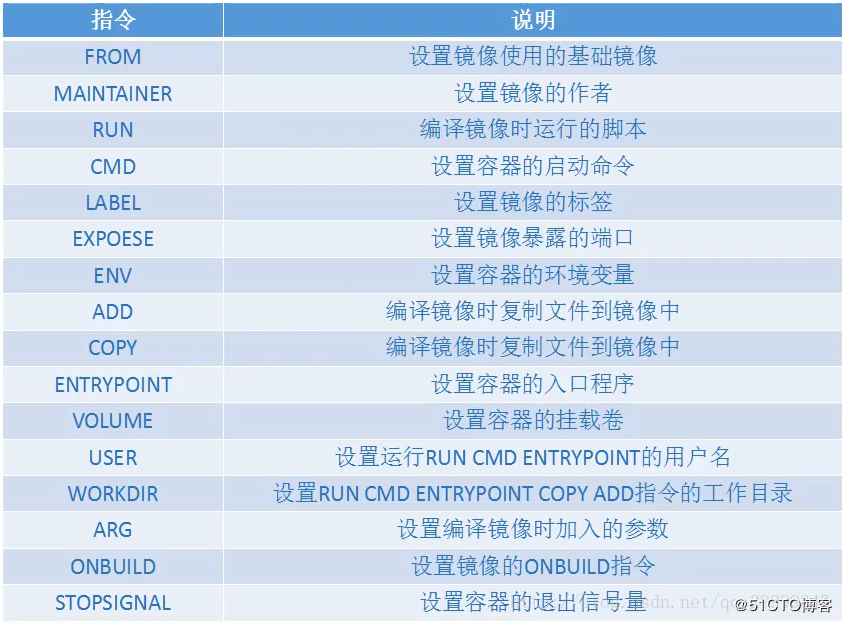 指令 说明
FROM 设置镜像使用的基础镜像
MAINTAINER 设置镜像的作者
RUN 编译镜像时运行的脚本
CMD 设置容器的启动命令
LABEL 设置镜像的标签
EXPOESE 设置镜像暴露的端口
ENV 设置容器的环境变量
ADD 编译镜像时复制文件到镜像中
COPY 编译镜像时复制文件到镜像中
ENTRYPOINT 设置容器的入口程序
VOLUME 设置容器的挂载卷
USER 设置运行RUN CMD ENTRYPOINT的用户名
WORKDIR 设置RUN CMD ENTRYPOINT COPY ADD指令的工作目录
ARG 设置编译镜像时加入的参数
ONBUILD 设置镜像的ONBUILD指令
STOPSIGNAL 设置容器的退出信号量
@51CTO博客